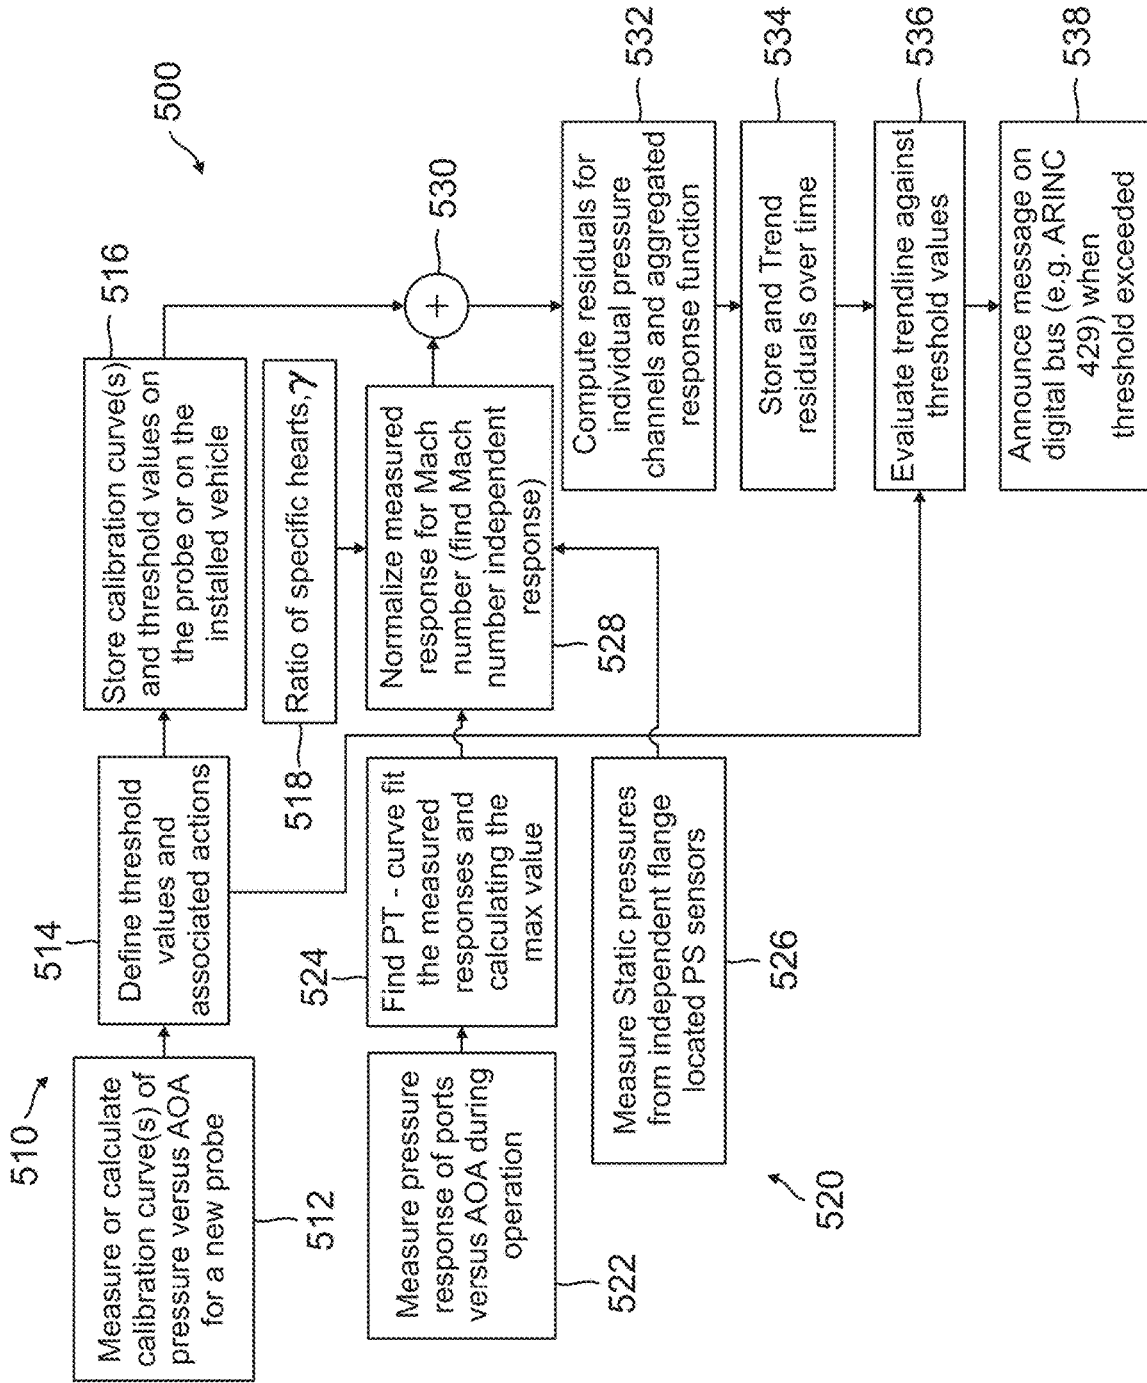 500
510
Measure or calculate
calibration curve(s) of
pressure versus AOA
for a new probe
512
514
Define threshold
values and
associated actions
516
Store calibration curve(s)
and threshold values on
the probe or on the
installed vehicle
518
Ratio of specific hearts, γ
Measure pressure
response of ports
versus AOA during
operation
522
524
Find PT - curve fit
the measured
responses and
calculating the
max value
Normalize measured
response for Mach
number (find Mach
number independent
response)
528
+
530
Measure Static pressures
from independent flange
located PS sensors
526
520
Compute residuals for
individual pressure
channels and aggregated
response function
532
Store and Trend
residuals over time
534
Evaluate trendline against
threshold values
536
Announce message on
digital bus (e.g. ARINC
429) when
threshold exceeded
538